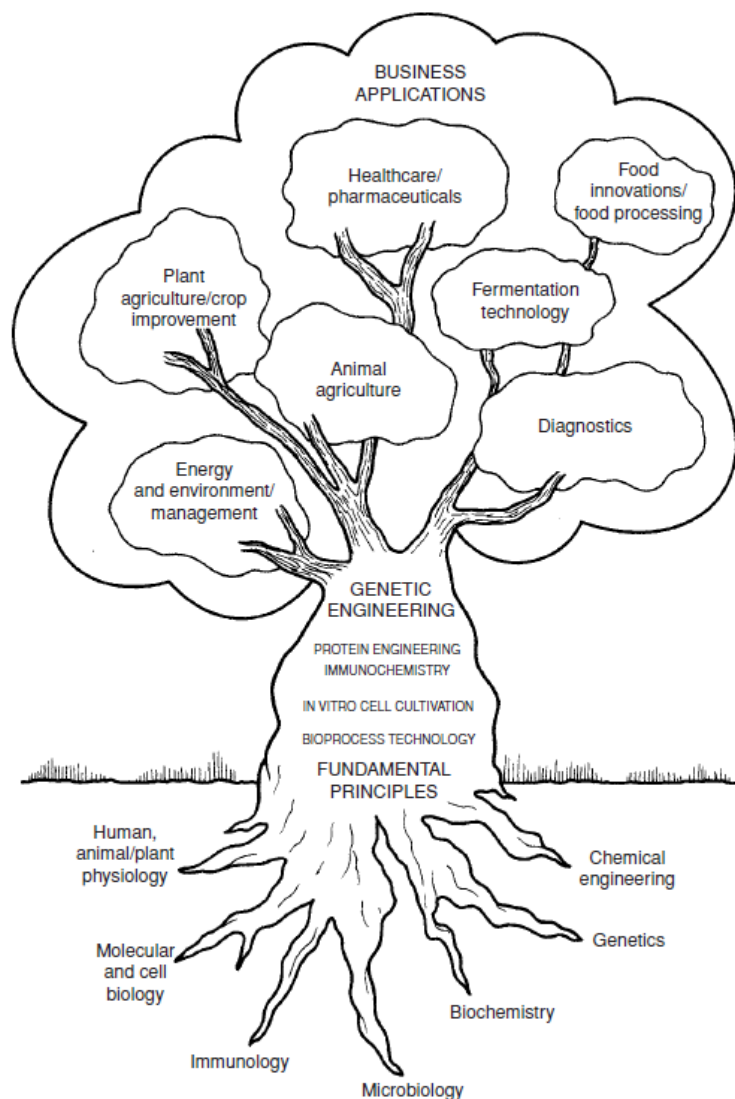 BUSINESS
APPLICATIONS
Healthcare/
pharmaceuticals
Food
innovations/
food processing
Plant
agriculture/crop
improvement
Fermentation
technology
Animal
agriculture
Diagnostics
Energy
and environment/
management
GENETIC
ENGINEERING
PROTEIN ENGINEERING
IMMUNOCHEMISTRY
IN VITRO CELL CULTIVATION
BIOPROCESS TECHNOLOGY
FUNDAMENTAL
PRINCIPLES
Human,
animal/plant
physiology
Chemical
engineering
Molecular
and cell
biology
Genetics
Biochemistry
Immunology
Microbiology